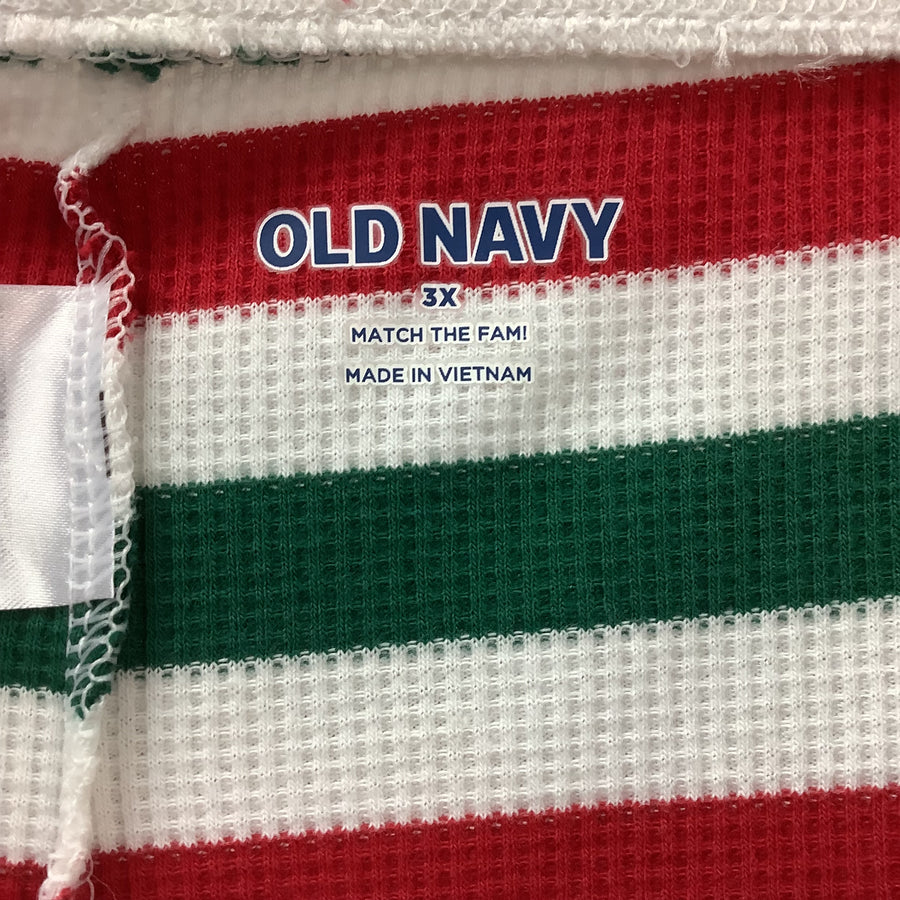 OLD NAVY
3X
MATCH THE FAM!
MADE IN VIETNAM